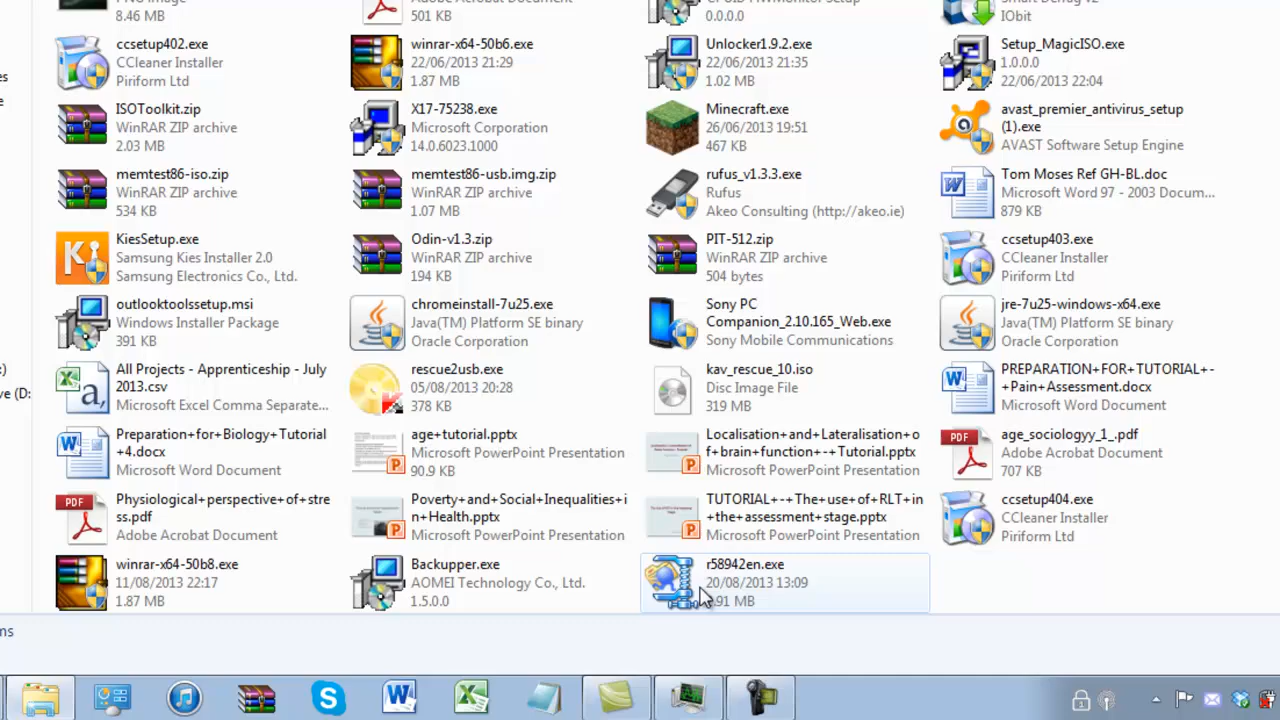 PNG Image
8.46 MB
Adobe Acrobat Document
501 KB
CPUID HWMonitor Setup
0.0.0.0
Smart Defrag v2
IObit
ccsetup402.exe
CCleaner Installer
Piriform Ltd
winrar-x64-50b6.exe
22/06/2013 21:29
1.87 MB
Unlocker1.9.2.exe
22/06/2013 21:35
1.02 MB
Setup_MagicISO.exe
1.0.0.0
22/06/2013 22:04
ISOToolkit.zip
WinRAR ZIP archive
2.03 MB
X17-75238.exe
Microsoft Corporation
14.0.6023.1000
Minecraft.exe
26/06/2013 19:51
467 KB
avast_premier_antivirus_setup
(1).exe
AVAST Software Setup Engine
memtest86-iso.zip
WinRAR ZIP archive
534 KB
memtest86-usb.img.zip
WinRAR ZIP archive
1.07 MB
rufus_v1.3.3.exe
Rufus
Akeo Consulting (http://akeo.ie)
Tom Moses Ref GH-BL.doc
Microsoft Word 97 - 2003 Docum...
879 KB
KiesSetup.exe
Samsung Kies Installer 2.0
Samsung Electronics Co., Ltd.
Odin-v1.3.zip
WinRAR ZIP archive
194 KB
PIT-512.zip
WinRAR ZIP archive
504 bytes
ccsetup403.exe
CCleaner Installer
Piriform Ltd
outlooktoolssetup.msi
Windows Installer Package
391 KB
chromeinstall-7u25.exe
Java(TM) Platform SE binary
Oracle Corporation
Sony PC
Companion_2.10.165_Web.exe
Sony Mobile Communications
jre-7u25-windows-x64.exe
Java(TM) Platform SE binary
Oracle Corporation
All Projects - Apprenticeship - July
2013.csv
Microsoft Excel Comma Separate...
rescue2usb.exe
05/08/2013 20:28
378 KB
kav_rescue_10.iso
Disc Image File
319 MB
PREPARATION+FOR+TUTORIAL+-
+Pain+Assessment.docx
Microsoft Word Document
Preparation+for+Biology+Tutorial
+4.docx
Microsoft Word Document
age+tutorial.pptx
Microsoft PowerPoint Presentation
90.9 KB
Localisation+and+Lateralisation+o
f+brain+function+-+Tutorial.pptx
Microsoft PowerPoint Presentation
age_sociologyy_1_.pdf
Adobe Acrobat Document
707 KB
Physiological+perspective+of+stre
ss.pdf
Adobe Acrobat Document
Poverty+and+Social+Inequalities+i
n+Health.pptx
Microsoft PowerPoint Presentation
TUTORIAL+-+The+use+of+RLT+in
+the+assessment+stage.pptx
Microsoft PowerPoint Presentation
ccsetup404.exe
CCleaner Installer
Piriform Ltd
winrar-x64-50b8.exe
11/08/2013 22:17
1.87 MB
Backupper.exe
AOMEI Technology Co., Ltd.
1.5.0.0
r58942en.exe
20/08/2013 13:09
.91 MB
ve (D:
ms